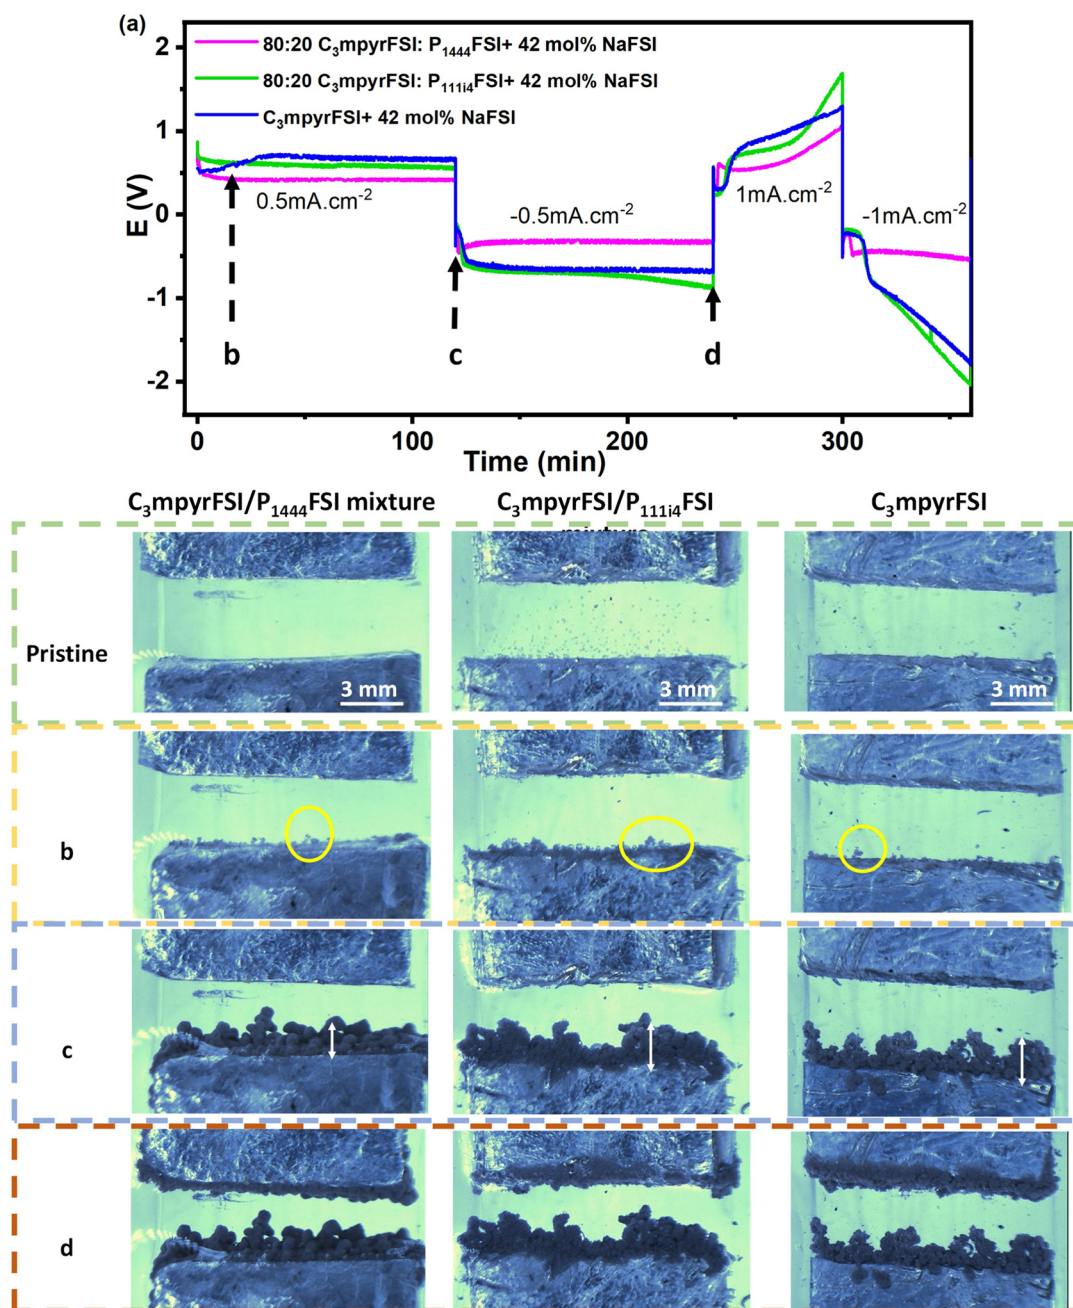 (a)
80:20 C₃mpyrFSI: P₁₄₄₄FSI+ 42 mol% NaFSI
80:20 C₃mpyrFSI: P₁₁₁ᵢ₄FSI+ 42 mol% NaFSI
C₃mpyrFSI+ 42 mol% NaFSI
2
1
0
-1
-2
E (V)
0.5mA.cm⁻²
-0.5mA.cm⁻²
1mA.cm⁻²
-1mA.cm⁻²
b
c
d
0
100
200
300
Time (min)
C₃mpyrFSI/P₁₄₄₄FSI mixture
C₃mpyrFSI/P₁₁₁ᵢ₄FSI
mixture
C₃mpyrFSI
Pristine
3 mm
3 mm
3 mm
b
c
d